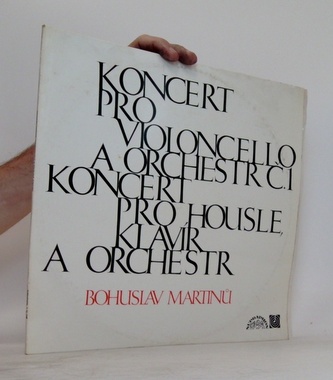 KONCERT
PRO
VIOLONCELLO
A ORCHESTR Č.1
KONCERT
PRO HOUSLE,
KLAVÍR
A ORCHESTR
BOHUSLAV MARTINŮ